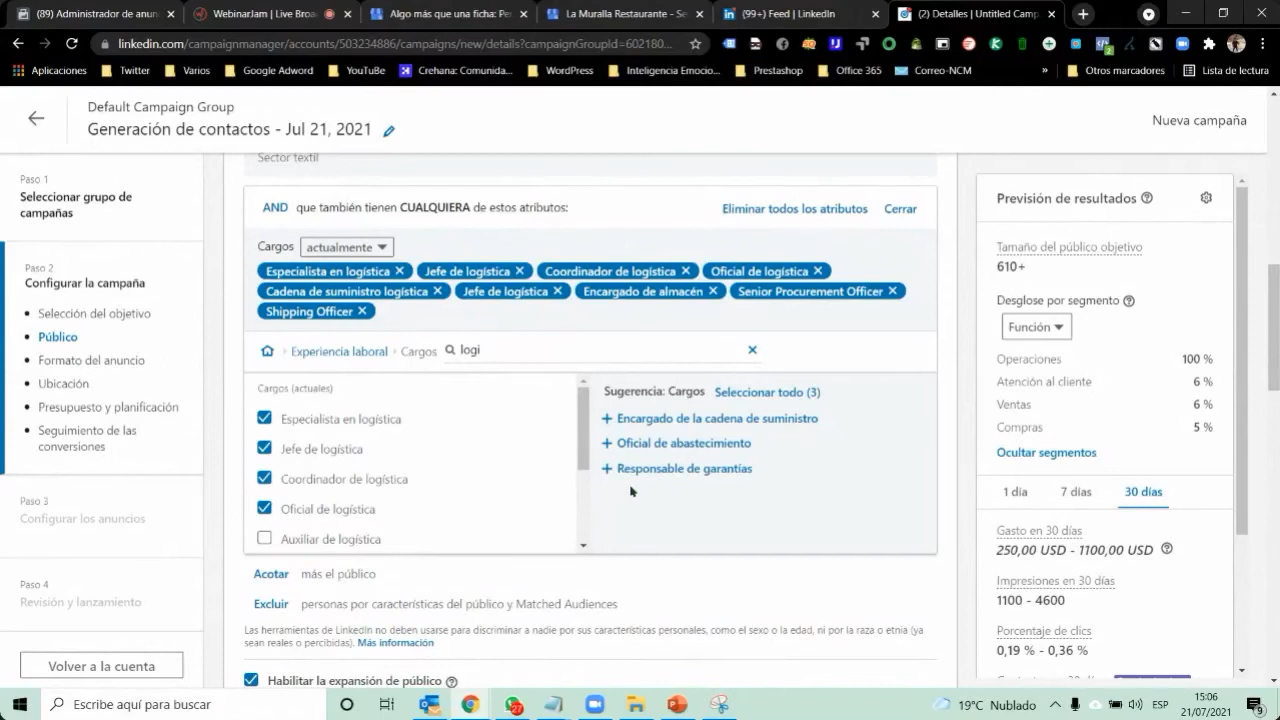 (89) Administrador de anunc
WebinarJam | Live Broa
Algo más que una ficha: Pe
La Muralla Restaurante - Se
(99+) Feed | LinkedIn
(2) Detalles | Untitled Camp
linkedin.com/campaignmanager/accounts/503234886/campaigns/new/details?campaignGroupId=60218O...
Aplicaciones
Twitter
Varios
Google Adword
YouTube
Crehana: Comunida...
WordPress
Inteligencia Emocio...
Prestashop
Office 365
Correo-NCM
»
Otros marcadores
Lista de lectura
Default Campaign Group
Generación de contactos - Jul 21, 2021
Nueva campaña
Paso 1
Seleccionar grupo de
campañas
Paso 2
Configurar la campaña
Selección del objetivo
Público
Formato del anuncio
Ubicación
Presupuesto y planificación
Seguimiento de las
conversiones
Paso 3
Configurar los anuncios
Paso 4
Revisión y lanzamiento
Volver a la cuenta
Sector textil
AND que también tienen CUALQUIERA de estos atributos:
Eliminar todos los atributos Cerrar
Cargos actualmente
Especialista en logística Jefe de logística Coordinador de logística Oficial de logística
Cadena de suministro logística Jefe de logística Encargado de almacén Senior Procurement Officer
Shipping Officer
Experiencia laboral › Cargos logi
Cargos (actuales)
Especialista en logística
Jefe de logística
Coordinador de logística
Oficial de logística
Auxiliar de logística
Sugerencia: Cargos Seleccionar todo (3)
+ Encargado de la cadena de suministro
+ Oficial de abastecimiento
+ Responsable de garantías
Acotar más el público
Excluir personas por características del público y Matched Audiences
Las herramientas de LinkedIn no deben usarse para discriminar a nadie por sus características personales, como el sexo o la edad, ni por la raza o etnia (ya
sean reales o percibidas). Más información
Habilitar la expansión de público
Previsión de resultados
Tamaño del público objetivo
610+
Desglose por segmento
Función
Operaciones 100 %
Atención al cliente 6 %
Ventas 6 %
Compras 5 %
Ocultar segmentos
1 día 7 días 30 días
Gasto en 30 días
250,00 USD - 1100,00 USD
Impresiones en 30 días
1100 - 4600
Porcentaje de clics
0,19 % - 0,36 %
Escribe aquí para buscar
27
19°C Nublado
ESP
15:06
21/07/2021
9